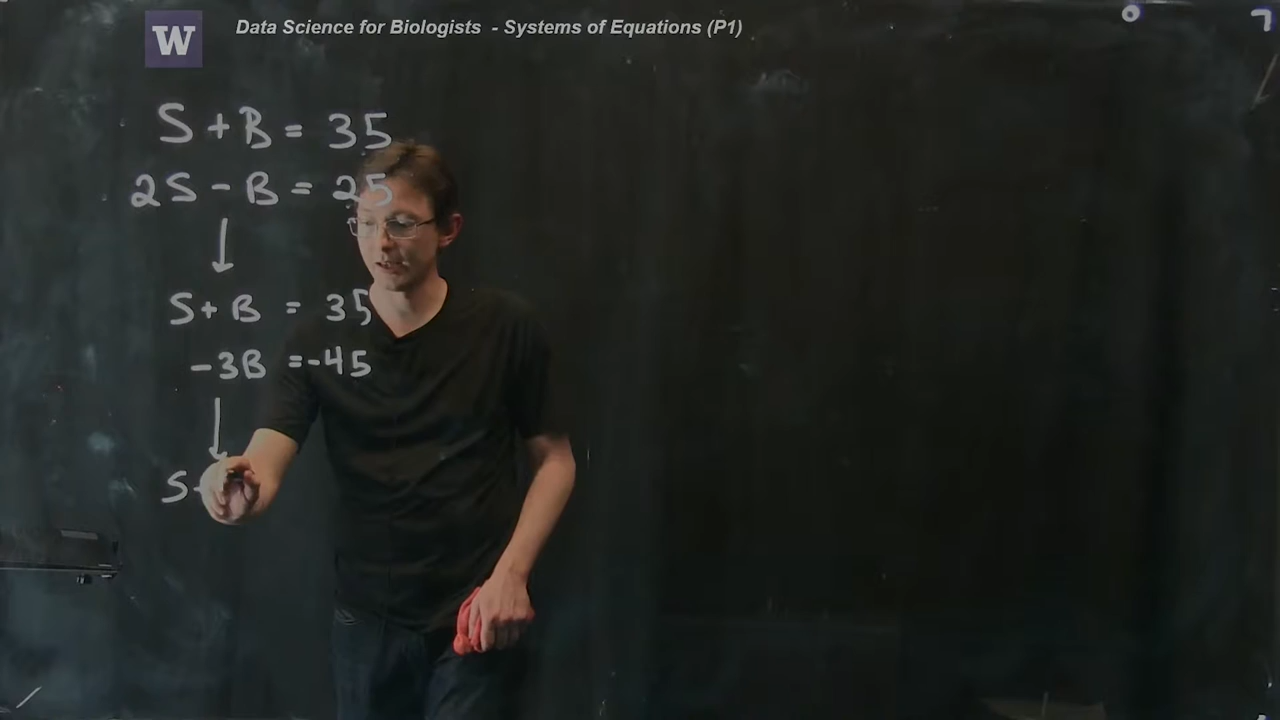 W
Data Science for Biologists - Systems of Equations (P1)
S + B = 35
2S - B = 25
↓
S + B = 35
-3B = -45
↓
S